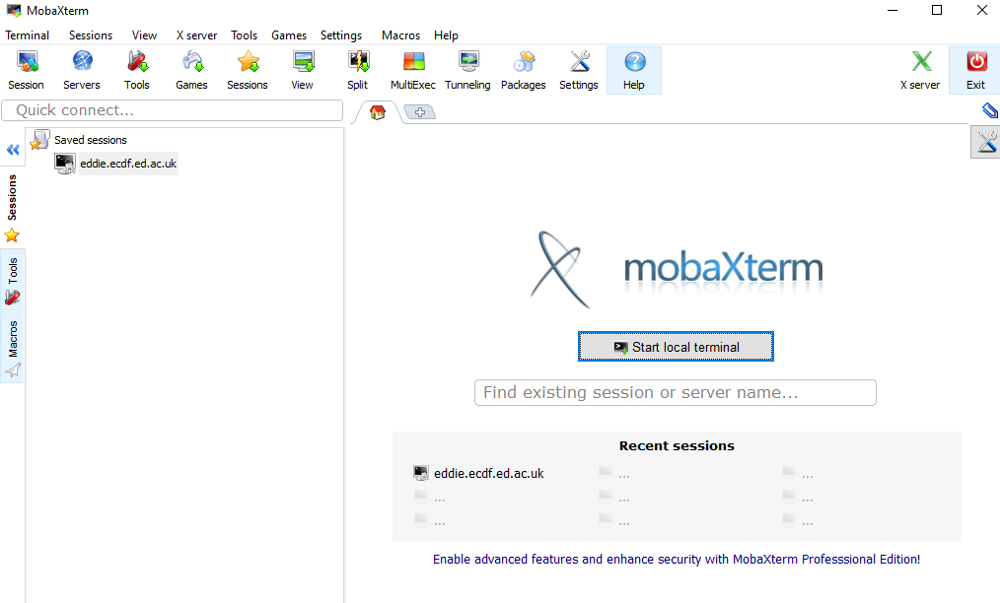 MobaXterm
Terminal Sessions View X server Tools Games Settings Macros Help
Session Servers Tools Games Sessions View Split MultiExec Tunneling Packages Settings Help X server Exit
Quick connect...
Saved sessions
eddie.ecdf.ed.ac.uk
Sessions
Tools
Macros
mobaXterm
Start local terminal
Find existing session or server name...
Recent sessions
eddie.ecdf.ed.ac.uk ... ...
... ... ...
... ... ...
Enable advanced features and enhance security with MobaXterm Professsional Edition!